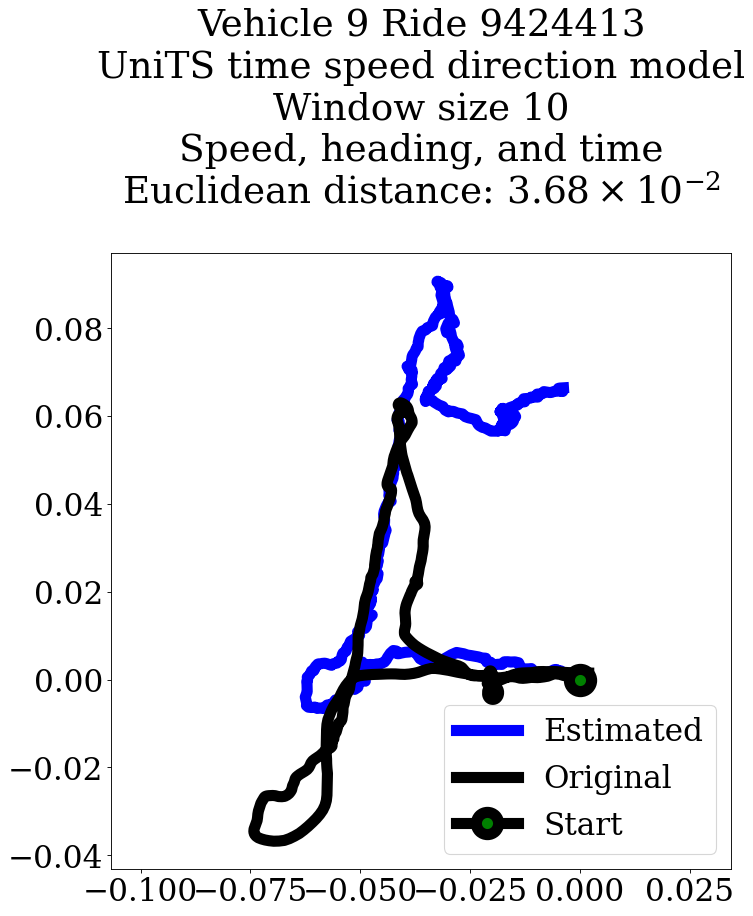 Vehicle 9 Ride 9424413
UniTS time speed direction model
Window size 10
Speed, heading, and time
Euclidean distance: 3.68 × 10⁻²
0.08
0.06
0.04
0.02
0.00
−0.02
−0.04
Estimated
Original
Start
−0.100 −0.075 −0.050 −0.025 0.000 0.025